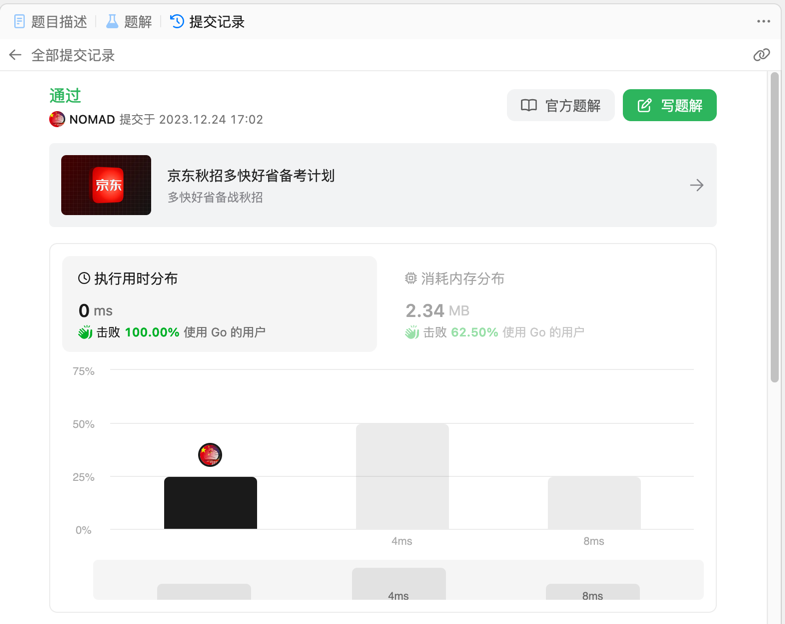 题目描述 题解 提交记录
全部提交记录
通过
NOMAD 提交于 2023.12.24 17:02
官方题解 写题解
京东
京东秋招多快好省备考计划
多快好省备战秋招
执行用时分布
0 ms
击败 100.00% 使用 Go 的用户
消耗内存分布
2.34 MB
击败 62.50% 使用 Go 的用户
75%
50%
25%
0%
4ms 8ms
4ms 8ms